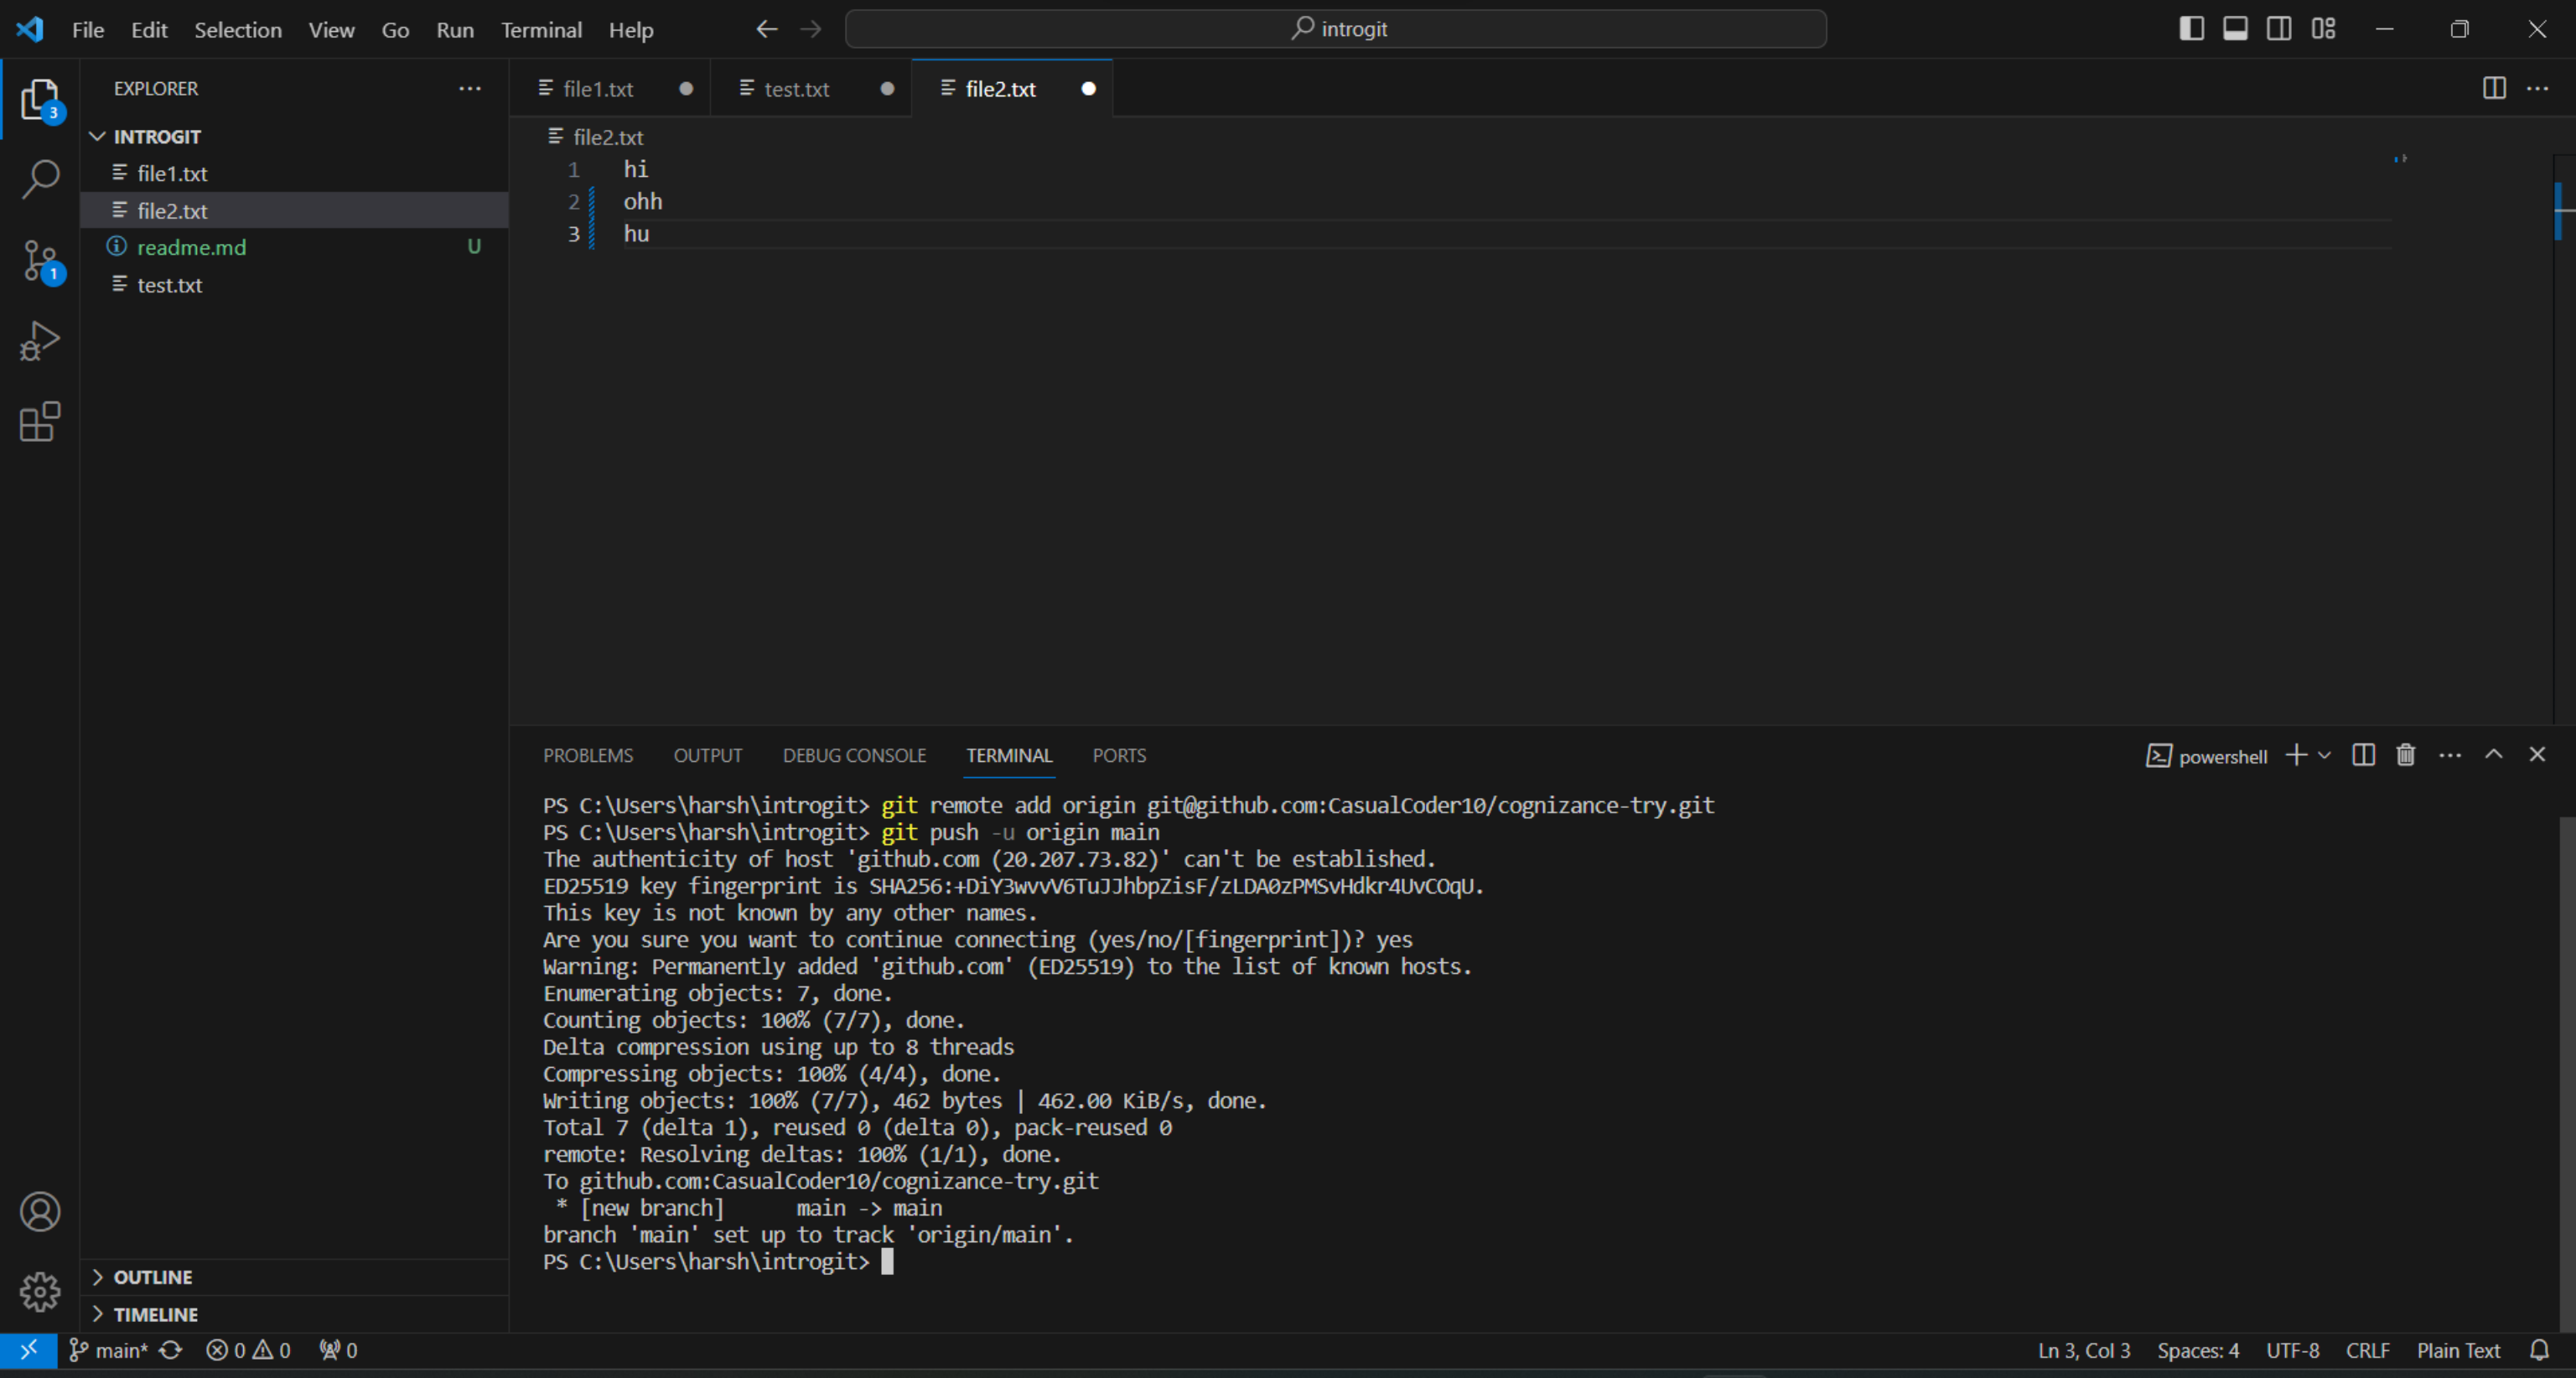 File Edit Selection View Go Run Terminal Help
introgit
EXPLORER
file1.txt
test.txt
file2.txt
3
INTROGIT
file1.txt
file2.txt
readme.md U
test.txt
1
file2.txt
1 hi
2 ohh
3 hu
PROBLEMS OUTPUT DEBUG CONSOLE TERMINAL PORTS
powershell
PS C:\Users\harsh\introgit> git remote add origin git@github.com:CasualCoder10/cognizance-try.git
PS C:\Users\harsh\introgit> git push -u origin main
The authenticity of host 'github.com (20.207.73.82)' can't be established.
ED25519 key fingerprint is SHA256:+DiY3wvvV6TuJJhbpZisF/zLDA0zPMSvHdkr4UvCOqU.
This key is not known by any other names.
Are you sure you want to continue connecting (yes/no/[fingerprint])? yes
Warning: Permanently added 'github.com' (ED25519) to the list of known hosts.
Enumerating objects: 7, done.
Counting objects: 100% (7/7), done.
Delta compression using up to 8 threads
Compressing objects: 100% (4/4), done.
Writing objects: 100% (7/7), 462 bytes | 462.00 KiB/s, done.
Total 7 (delta 1), reused 0 (delta 0), pack-reused 0
remote: Resolving deltas: 100% (1/1), done.
To github.com:CasualCoder10/cognizance-try.git
 * [new branch]      main -> main
branch 'main' set up to track 'origin/main'.
PS C:\Users\harsh\introgit>
OUTLINE
TIMELINE
main* 0 0 0
Ln 3, Col 3 Spaces: 4 UTF-8 CRLF Plain Text